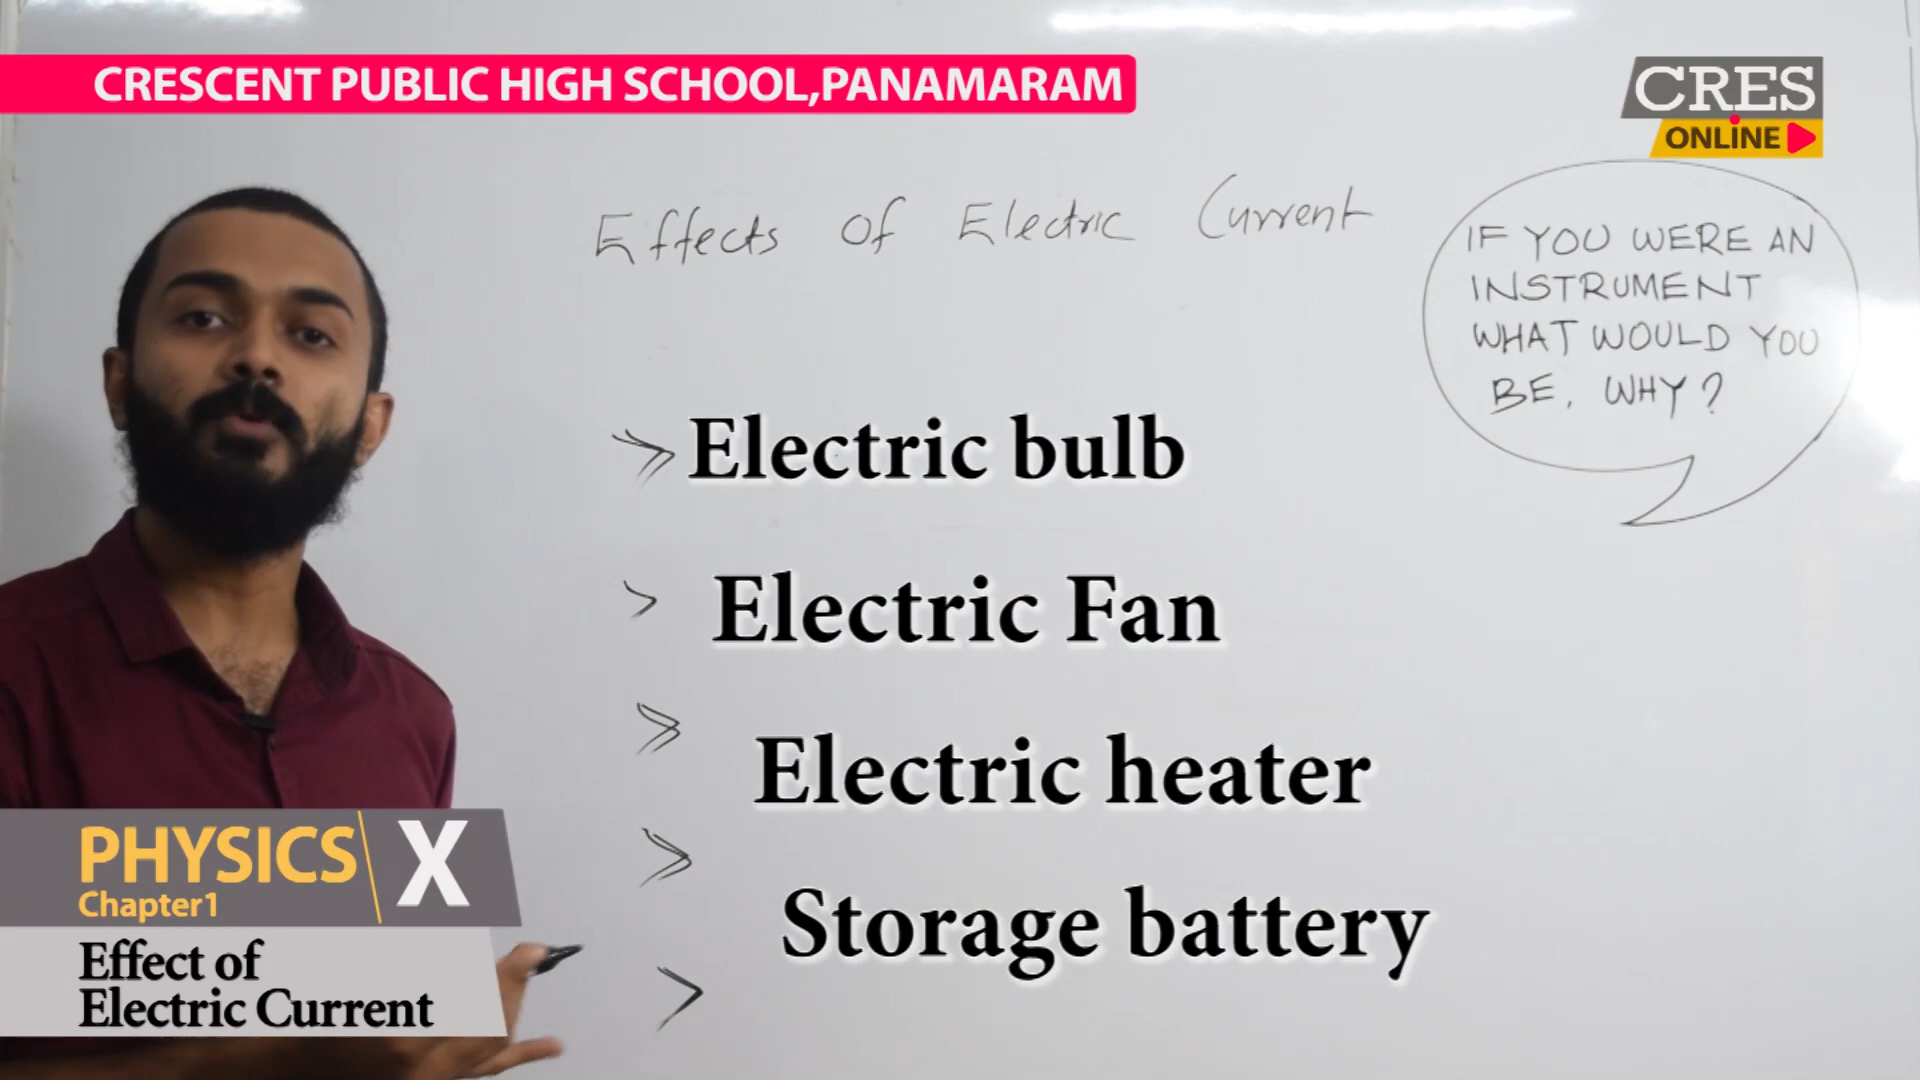 CRESCENT PUBLIC HIGH SCHOOL,PANAMARAM
CRES
ONLINE
Effects Of Electric Current
IF YOU WERE AN
INSTRUMENT
WHAT WOULD YOU
BE, WHY?
Electric bulb
Electric Fan
Electric heater
Storage battery
PHYSICS X
Chapter1
Effect of
Electric Current